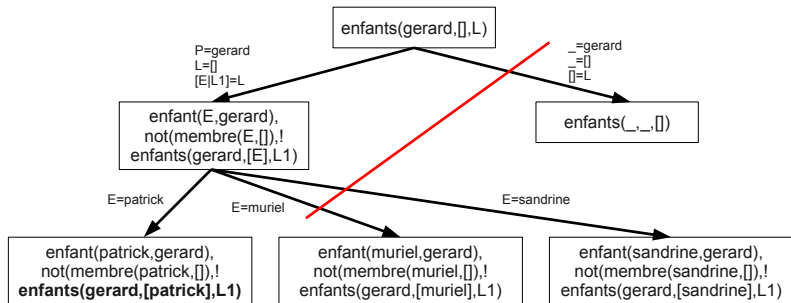 enfants(gerard,[],L)
P=gerard
L=[]
[E|L1]=L
_=gerard
_=[]
[]=L
enfant(E,gerard),
not(membre(E,[]),!
enfants(gerard,[E],L1)
enfants(_,_,[])
E=patrick
E=muriel
E=sandrine
enfant(patrick,gerard),
not(membre(patrick,[]),!
enfants(gerard,[patrick],L1)
enfant(muriel,gerard),
not(membre(muriel,[]),!
enfants(gerard,[muriel],L1)
enfant(sandrine,gerard),
not(membre(sandrine,[]),!
enfants(gerard,[sandrine],L1)